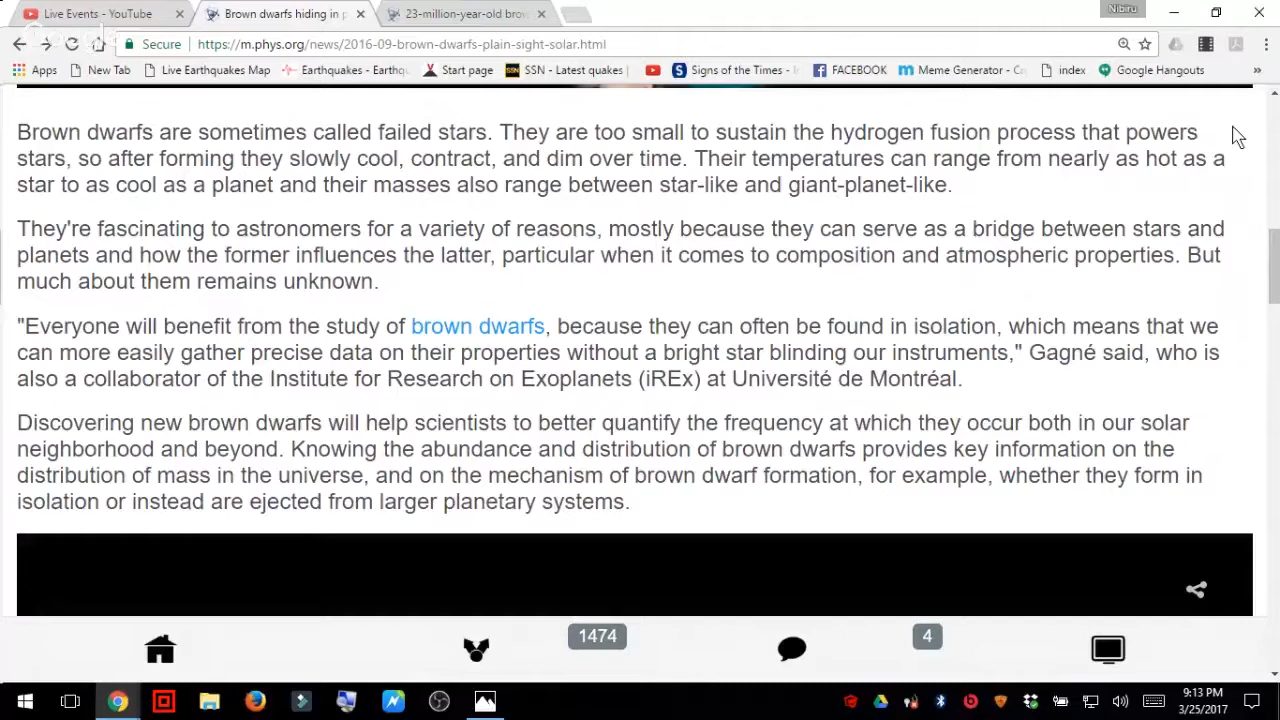 Live Events - YouTube
Brown dwarfs hiding in p
23-million-year-old brow
Nibiru
Secure
https://m.phys.org/news/2016-09-brown-dwarfs-plain-sight-solar.html
Apps
New Tab
Live Earthquakes Map
Earthquakes - Earthqu
Start page
SSN
SSN - Latest quakes
Signs of the Times -
FACEBOOK
Meme Generator -
index
Google Hangouts
»
Brown dwarfs are sometimes called failed stars. They are too small to sustain the hydrogen fusion process that powers
stars, so after forming they slowly cool, contract, and dim over time. Their temperatures can range from nearly as hot as a
star to as cool as a planet and their masses also range between star-like and giant-planet-like.
They're fascinating to astronomers for a variety of reasons, mostly because they can serve as a bridge between stars and
planets and how the former influences the latter, particular when it comes to composition and atmospheric properties. But
much about them remains unknown.
"Everyone will benefit from the study of brown dwarfs, because they can often be found in isolation, which means that we
can more easily gather precise data on their properties without a bright star blinding our instruments," Gagné said, who is
also a collaborator of the Institute for Research on Exoplanets (iREx) at Université de Montréal.
Discovering new brown dwarfs will help scientists to better quantify the frequency at which they occur both in our solar
neighborhood and beyond. Knowing the abundance and distribution of brown dwarfs provides key information on the
distribution of mass in the universe, and on the mechanism of brown dwarf formation, for example, whether they form in
isolation or instead are ejected from larger planetary systems.
1474
4
9:13 PM
3/25/2017